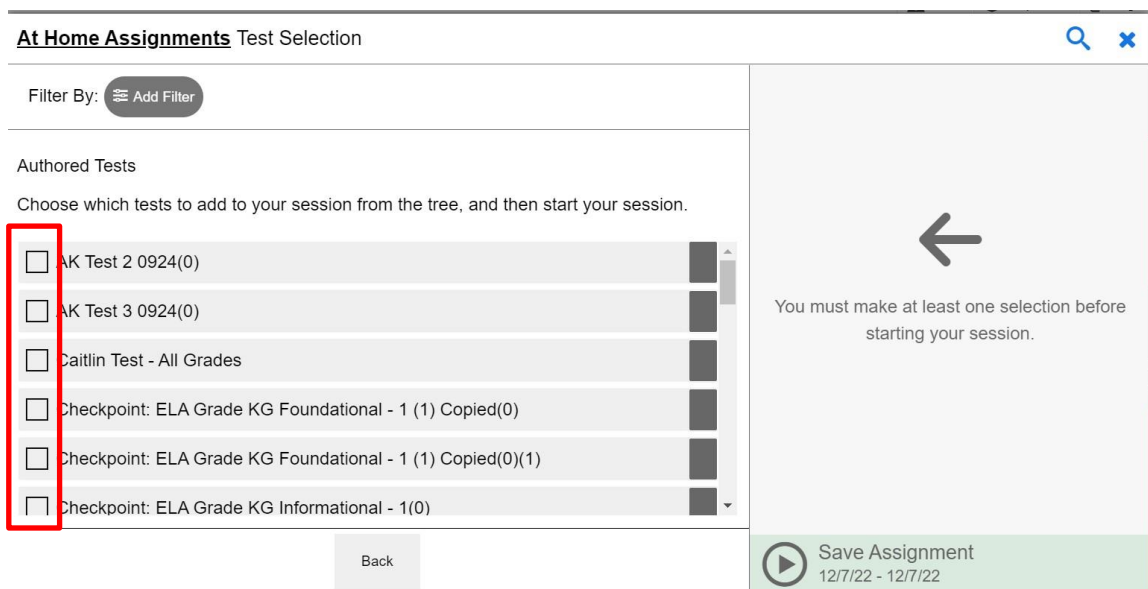 At Home Assignments Test Selection
Filter By: Add Filter
Authored Tests
Choose which tests to add to your session from the tree, and then start your session.
AK Test 2 0924(0)
AK Test 3 0924(0)
Caitlin Test - All Grades
Checkpoint: ELA Grade KG Foundational - 1 (1) Copied(0)
Checkpoint: ELA Grade KG Foundational - 1 (1) Copied(0)(1)
Checkpoint: ELA Grade KG Informational - 1(0)
Back
You must make at least one selection before
starting your session.
Save Assignment
12/7/22 - 12/7/22